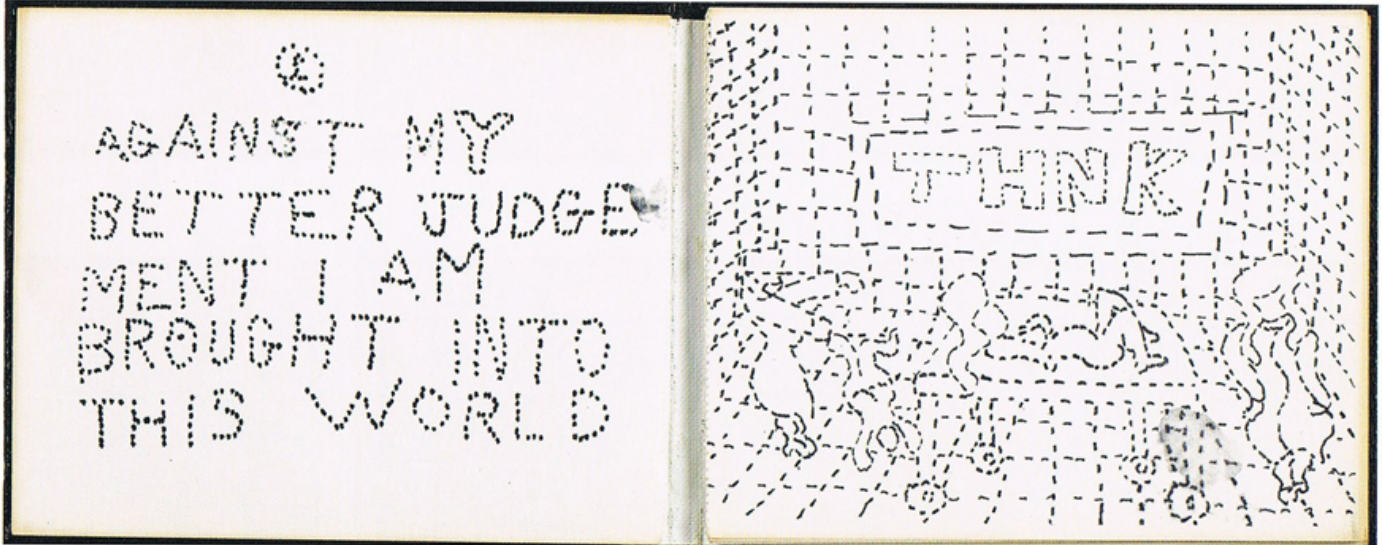 AGAINST MY
BETTER JUDGE
MENT I AM
BROUGHT INTO
THIS WORLD
THNK